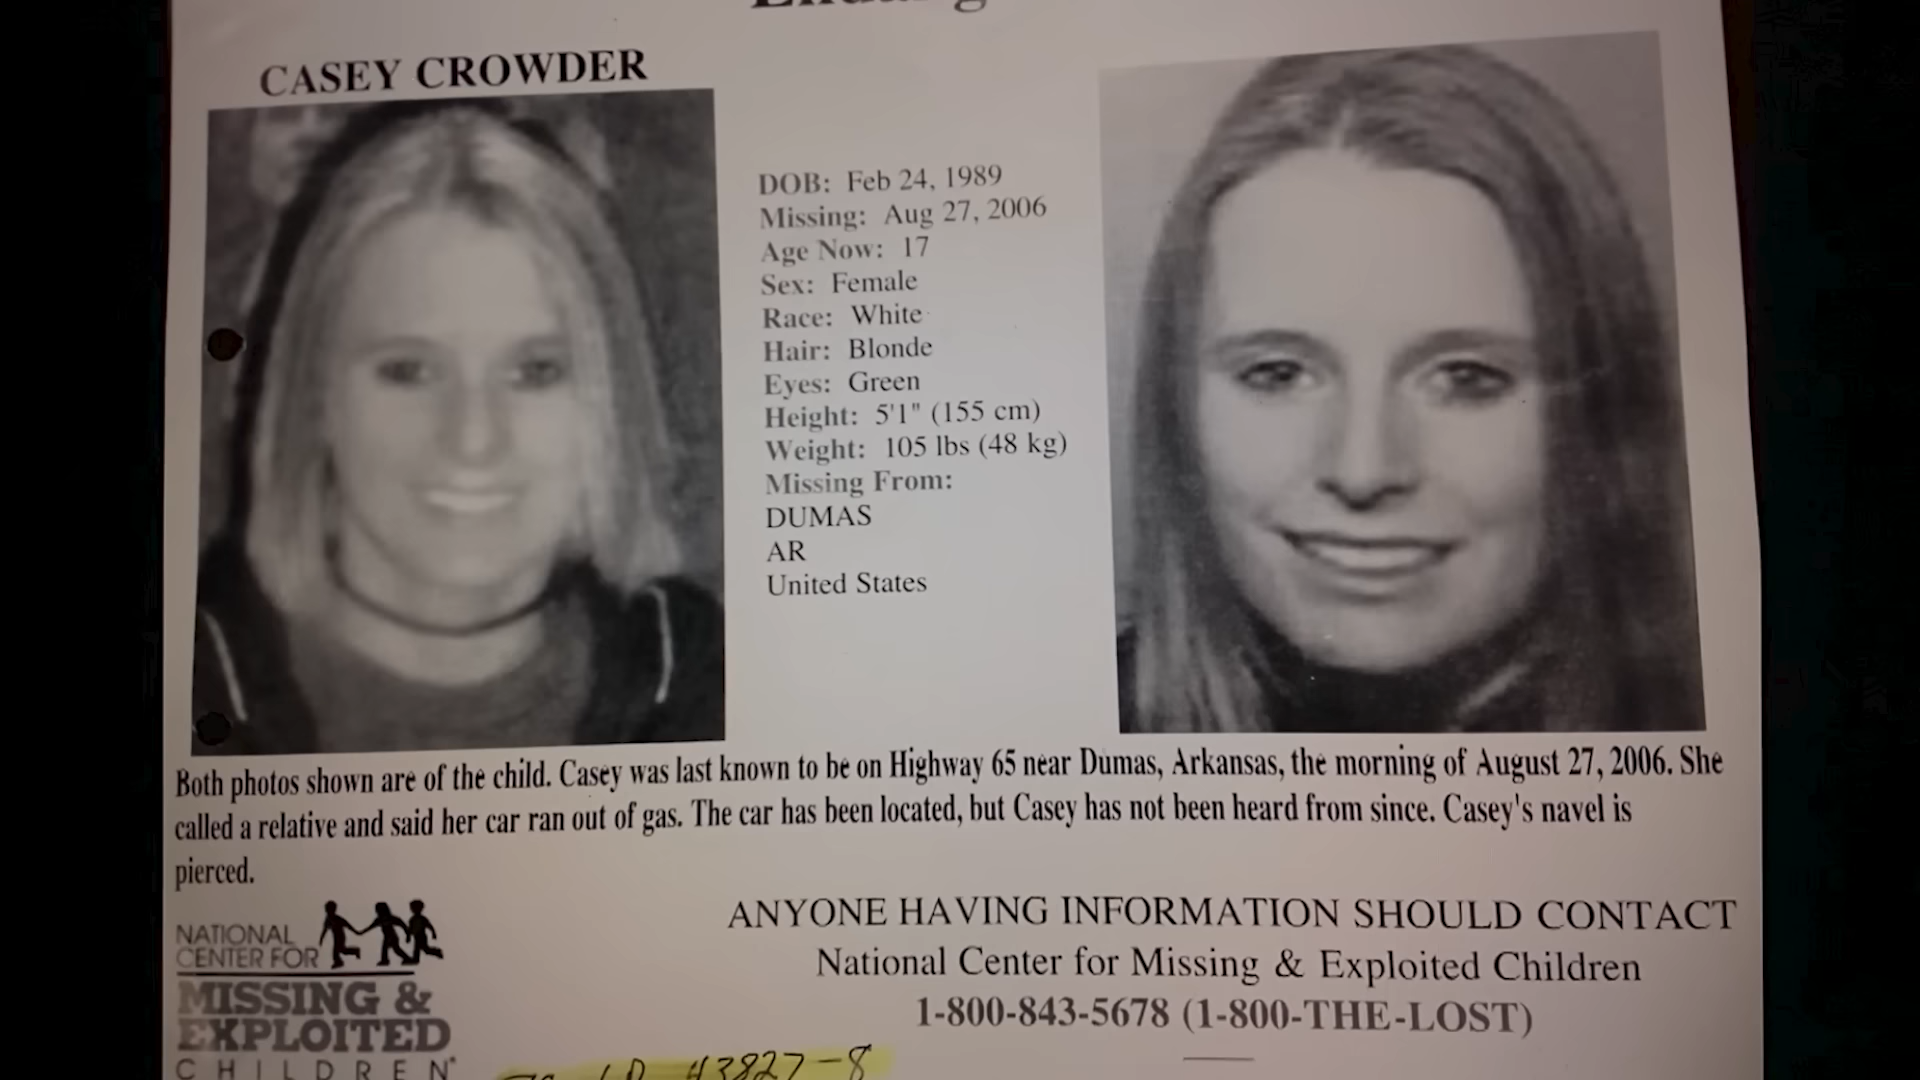 CASEY CROWDER
DOB: Feb 24, 1989
Missing: Aug 27, 2006
Age Now: 17
Sex: Female
Race: White
Hair: Blonde
Eyes: Green
Height: 5'1" (155 cm)
Weight: 105 lbs (48 kg)
Missing From:
DUMAS
AR
United States
Both photos shown are of the child. Casey was last known to be on Highway 65 near Dumas, Arkansas, the morning of August 27, 2006. She
called a relative and said her car ran out of gas. The car has been located, but Casey has not been heard from since. Casey's navel is
pierced.
NATIONAL
CENTER FOR
MISSING &
EXPLOITED
CHILDREN
ANYONE HAVING INFORMATION SHOULD CONTACT
National Center for Missing & Exploited Children
1-800-843-5678 (1-800-THE-LOST)